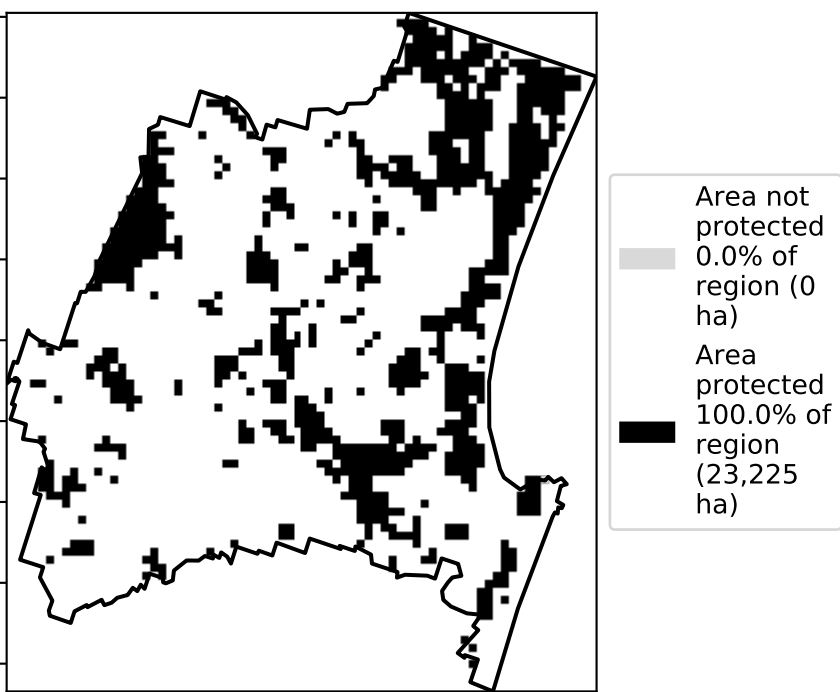 Area not
protected
0.0% of
region (0
ha)
Area
protected
100.0% of
region
(23,225
ha)